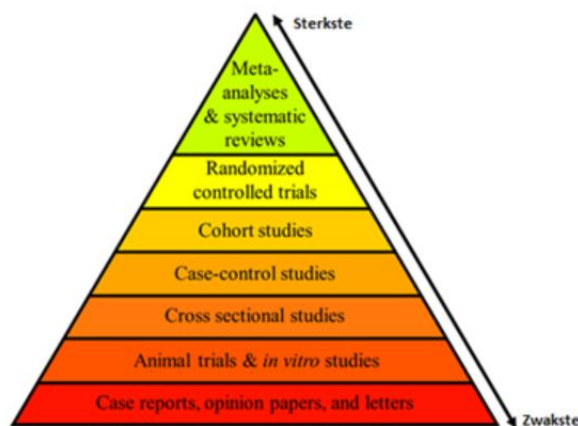 Sterkste
Meta-
analyses
& systematic
reviews
Randomized
controlled trials
Cohort studies
Case-control studies
Cross sectional studies
Animal trials & in vitro studies
Case reports, opinion papers, and letters
Zwakste